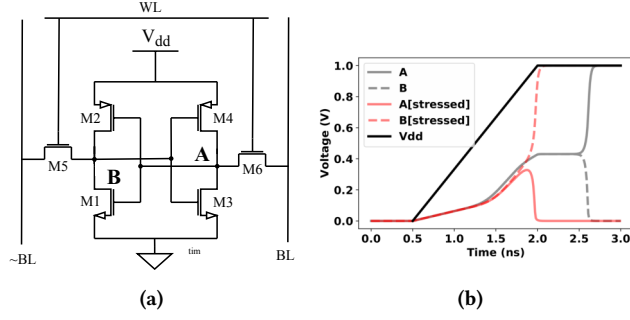 WL
V_dd
M2
M4
M5
A
M6
B
M1
M3
~BL
tim
BL
(a)
A
B
A[stressed]
B[stressed]
Vdd
Voltage (V)
1.0
0.8
0.6
0.4
0.2
0.0
0.0
0.5
1.0
1.5
2.0
2.5
3.0
Time (ns)
(b)